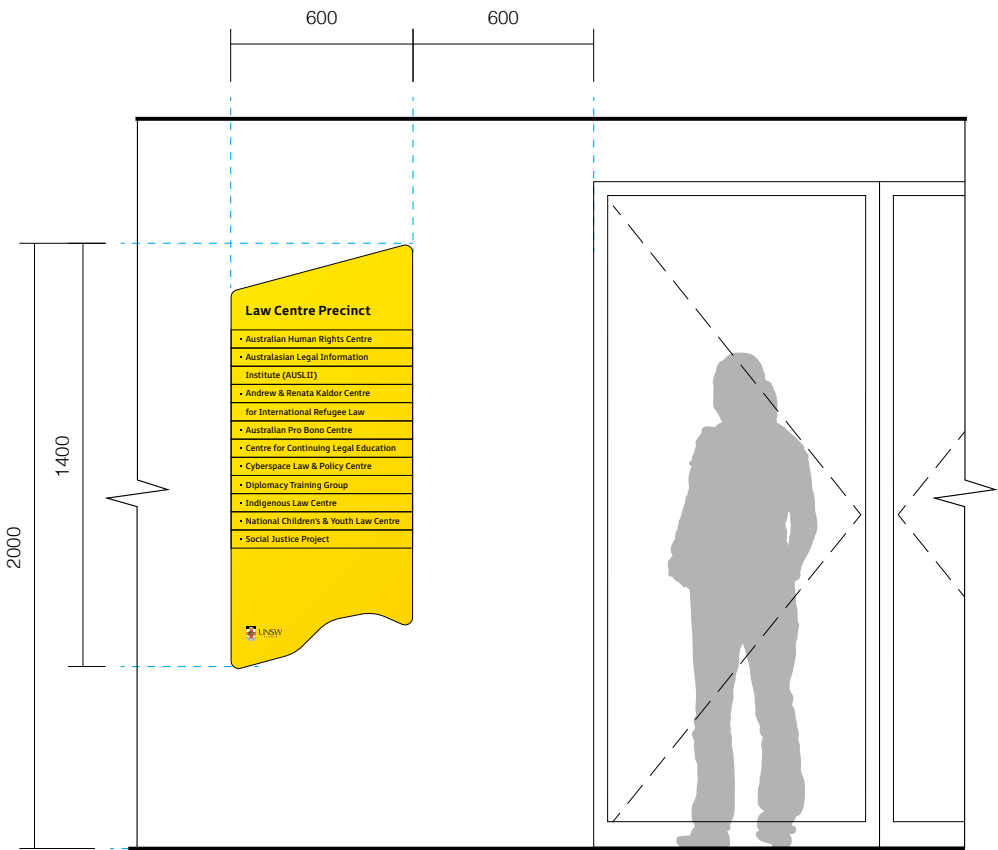 600
600
Law Centre Precinct
• Australian Human Rights Centre
• Australasian Legal Information
Institute (AUSLII)
• Andrew & Renata Kaldor Centre
for International Refugee Law
• Australian Pro Bono Centre
• Centre for Continuing Legal Education
• Cyberspace Law & Policy Centre
• Diplomacy Training Group
• Indigenous Law Centre
• National Children's & Youth Law Centre
• Social Justice Project
UNSW
1400
2000